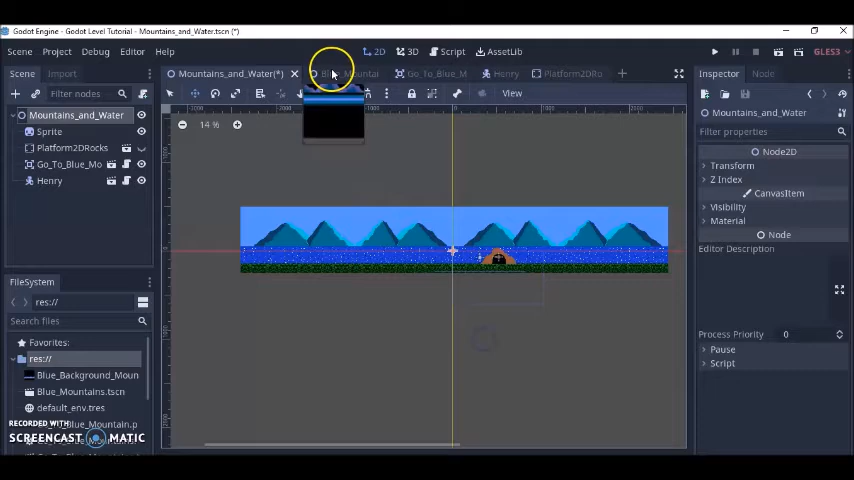 Godot Engine - Godot Level Tutorial - Mountains_and_Water.tscn (*)
Scene Project Debug Editor Help
2D 3D Script AssetLib
GLES3
Scene Import
Mountains_and_Water(*) Blue_Mountai Go_To_Blue_M Henry Platform2DRo
Inspector Node
Filter nodes
View
Mountains_and_Water
Sprite
Platform2DRocks
Go_To_Blue_Mo
Henry
14 %
Mountains_and_Water
Filter properties
Node2D
Transform
Z Index
CanvasItem
Visibility
Material
Node
Editor Description
Process Priority 0
Pause
Script
FileSystem
res://
Search files
Favorites:
res://
Blue_Background_Moun
Blue_Mountains.tscn
default_env.tres
RECORDED WITH
SCREENCAST MATIC